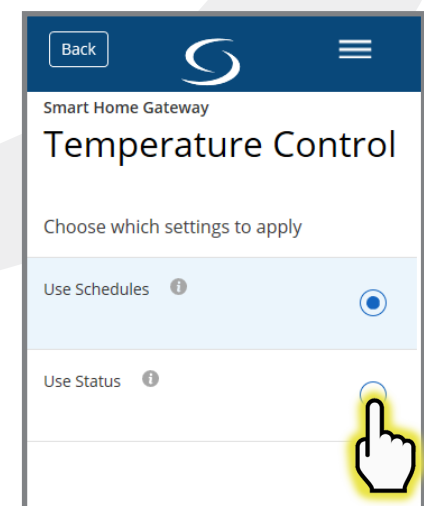 Back
Smart Home Gateway
Temperature Control
Choose which settings to apply
Use Schedules
Use Status